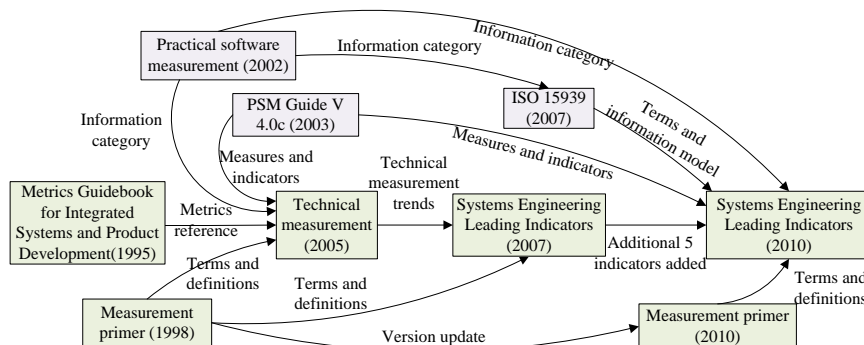 Practical software
measurement (2002)
Information category
Information category
Information
category
PSM Guide V
4.0c (2003)
ISO 15939
(2007)
Terms and
information model
Measures and indicators
Measures and
indicators
Technical
measurement
trends
Metrics Guidebook
for Integrated
Systems and Product
Development(1995)
Metrics
reference
Technical
measurement
(2005)
Systems Engineering
Leading Indicators
(2007)
Additional 5
indicators added
Systems Engineering
Leading Indicators
(2010)
Terms and
definitions
Terms and
definitions
Terms and
definitions
Measurement
primer (1998)
Version update
Measurement primer
(2010)